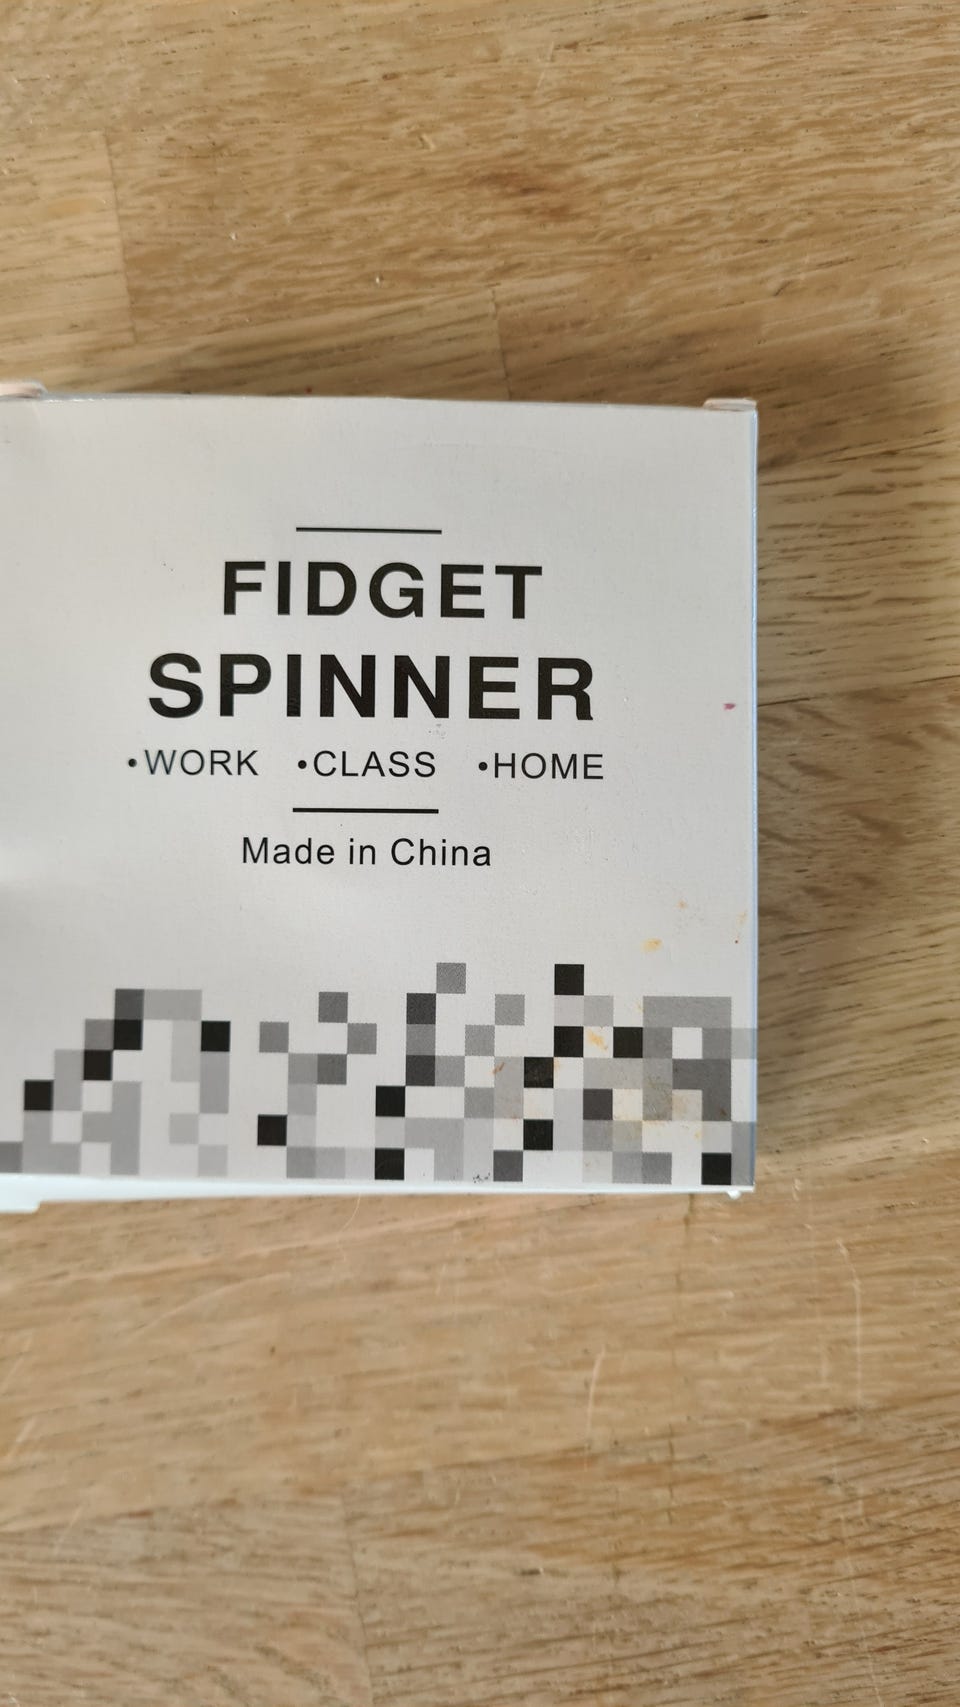 FIDGET
SPINNER
•WORK •CLASS •HOME
Made in China